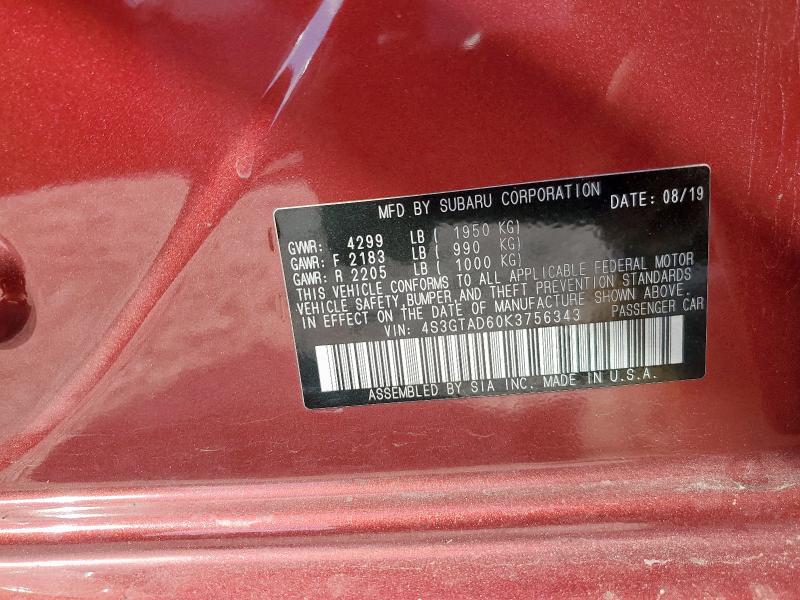 MFD BY SUBARU CORPORATION DATE: 08/19
GVWR: 4299 LB ( 1950 KG)
GAWR: F 2183 LB ( 990 KG)
GAWR: R 2205 LB ( 1000 KG)
THIS VEHICLE CONFORMS TO ALL APPLICABLE FEDERAL MOTOR
VEHICLE SAFETY, BUMPER, AND THEFT PREVENTION STANDARDS
IN EFFECT ON THE DATE OF MANUFACTURE SHOWN ABOVE.
VIN: 4S3GTAD60K3756343 PASSENGER CAR
ASSEMBLED BY SIA INC. MADE IN U.S.A.